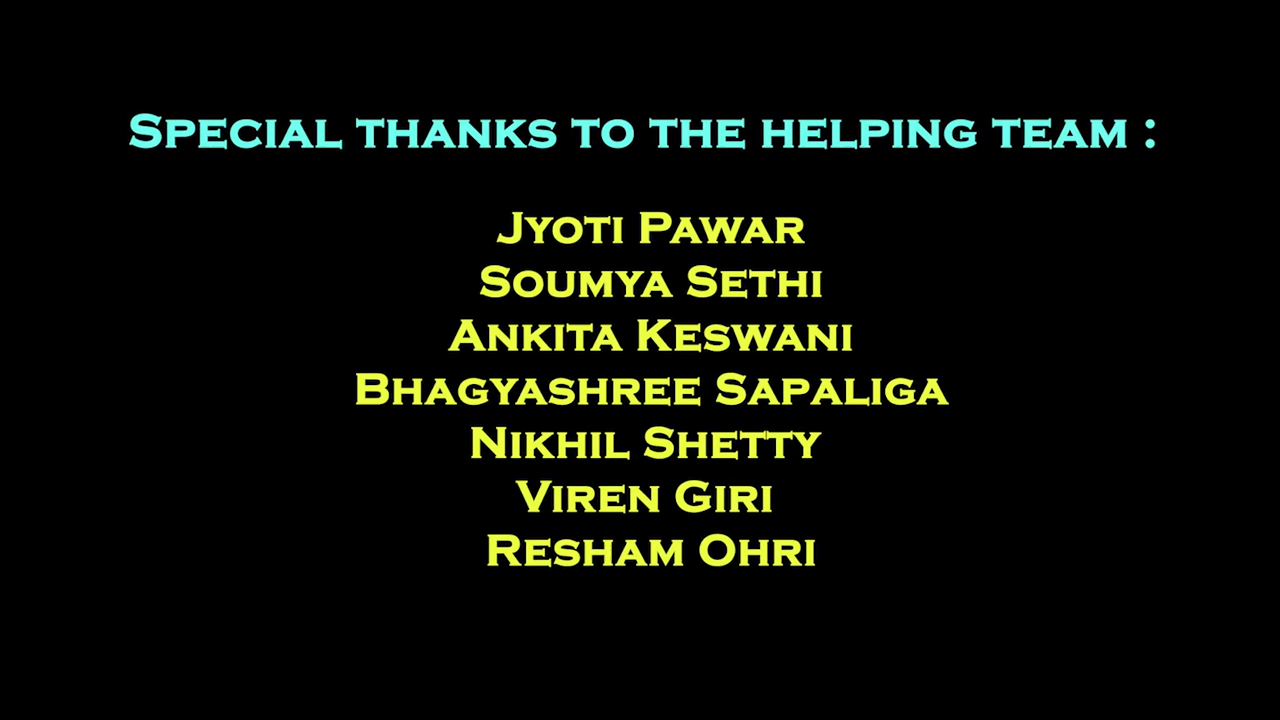 Special thanks to the helping team :
Jyoti Pawar
Soumya Sethi
Ankita Keswani
Bhagyashree Sapaliga
Nikhil Shetty
Viren Giri
Resham Ohri